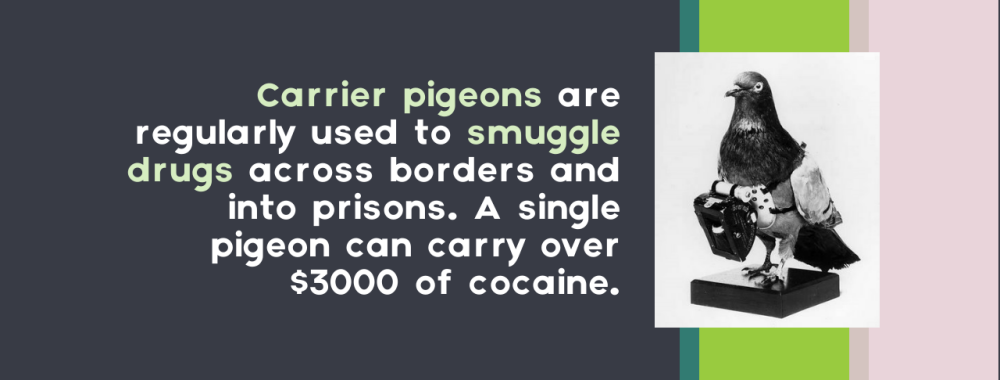 Carrier pigeons are
regularly used to smuggle
drugs across borders and
into prisons. A single
pigeon can carry over
$3000 of cocaine.